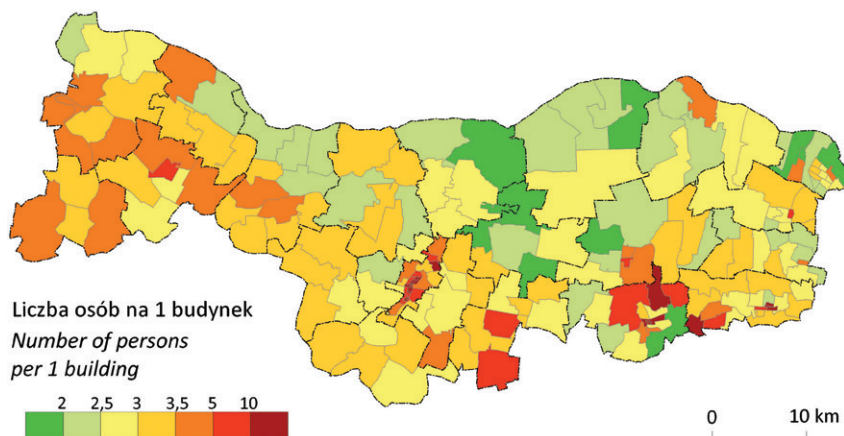 Liczba osób na 1 budynek
Number of persons
per 1 building
2 2,5 3 3,5 5 10
0 10 km